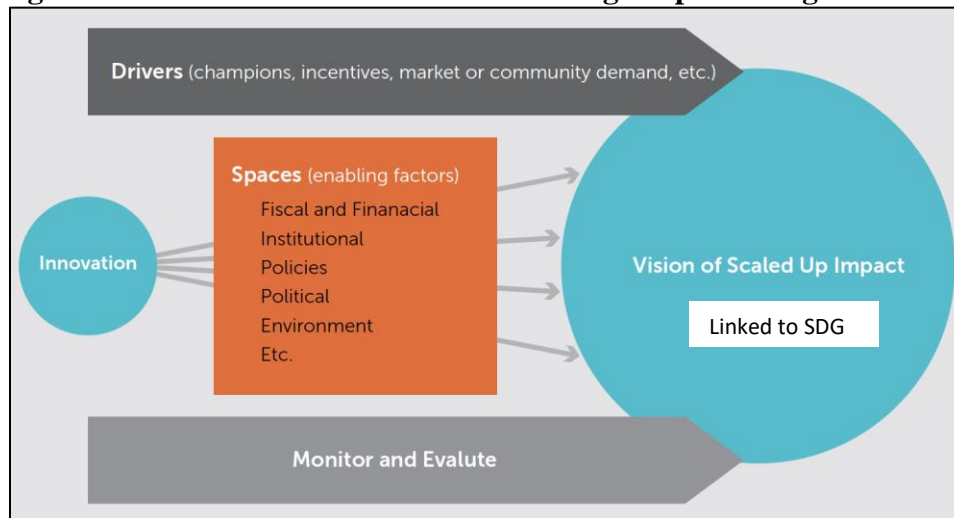 Drivers (champions, incentives, market or community demand, etc.)
Spaces (enabling factors)
Fiscal and Finanacial
Institutional
Policies
Political
Environment
Etc.
Innovation
Vision of Scaled Up Impact
Linked to SDG
Monitor and Evalute